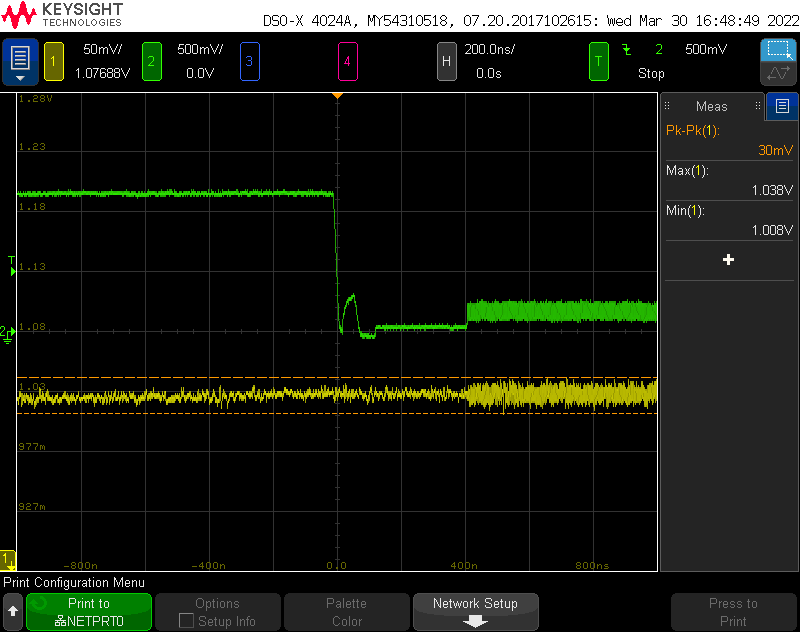 KEYSIGHT
TECHNOLOGIES
DSO-X 4024A, MY54310518, 07.20.2017102615: Wed Mar 30 16:48:49 2022
1 50mV/ 2 500mV/ 3 4 H 200.0ns/ T 2 500mV
1.07688V 0.0V 0.0s Stop
1.28V
1.23
1.18
1.13
1.08
1.03
977m
927m
T
2
1
-800n -400n 0.0 400n 800ns
Meas
Pk-Pk(1):
30mV
Max(1):
1.038V
Min(1):
1.008V
+
Print Configuration Menu
Print to
NETPRT0
Options
Setup Info
Palette
Color
Network Setup
Press to
Print